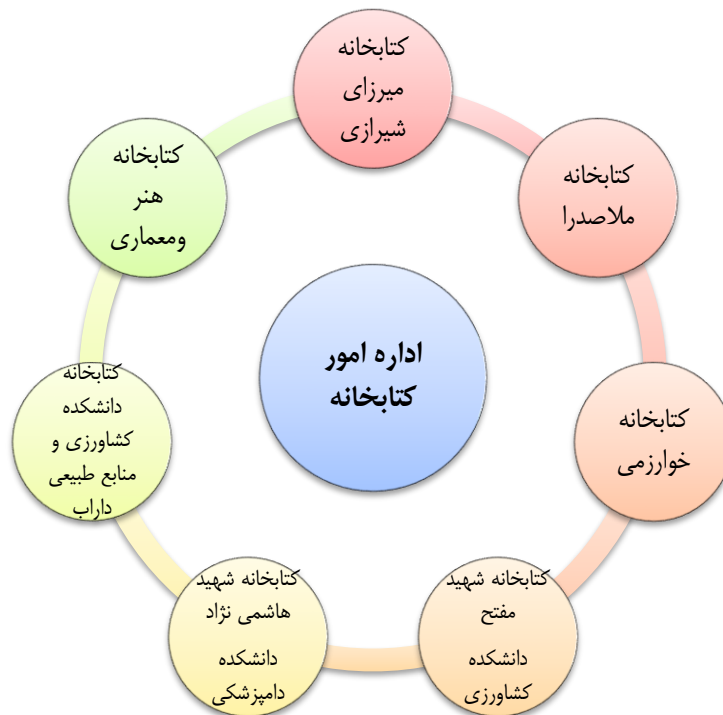 کتابخانه
میرزای
شیرازی
کتابخانه
ملاصدرا
کتابخانه
خوارزمی
کتابخانه شهید
مفتح
دانشکده
کشاورزی
کتابخانه شهید
هاشمی نژاد
دانشکده
دامپزشکی
کتابخانه
دانشکده
کشاورزی و
منابع طبیعی
داراب
کتابخانه
هنر
ومعماری
اداره امور
کتابخانه